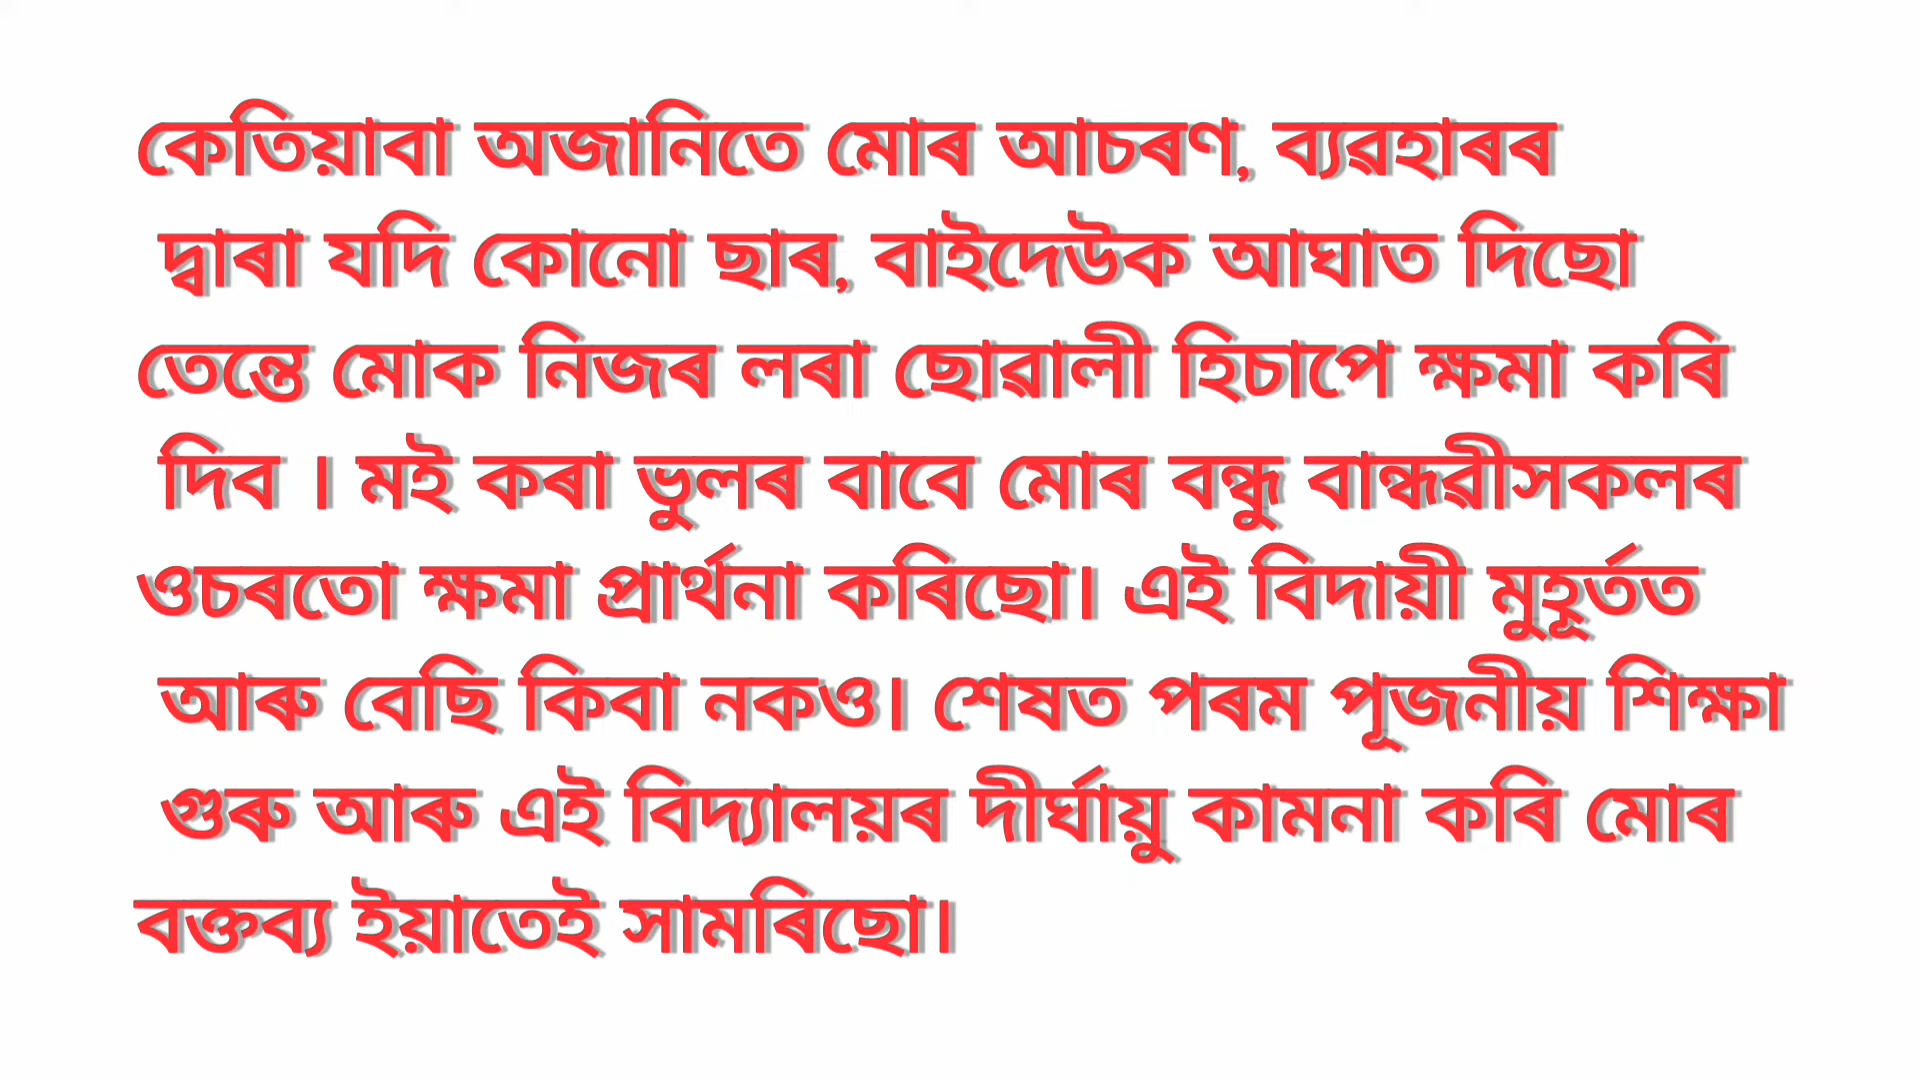 কেতিয়াবা অজানিতে মোৰ আচৰণ, ব্যৱহাৰৰ
দ্বাৰা যদি কোনো ছাৰ, বাইদেউক আঘাত দিছো
তেন্তে মোক নিজৰ লৰা ছোৱালী হিচাপে ক্ষমা কৰি
দিব । মই কৰা ভুলৰ বাবে মোৰ বন্ধু বান্ধৱীসকলৰ
ওচৰতো ক্ষমা প্ৰাৰ্থনা কৰিছো। এই বিদায়ী মুহূৰ্তত
আৰু বেছি কিবা নকও। শেষত পৰম পূজনীয় শিক্ষা
গুৰু আৰু এই বিদ্যালয়ৰ দীৰ্ঘায়ু কামনা কৰি মোৰ
বক্তব্য ইয়াতেই সামৰিছো।